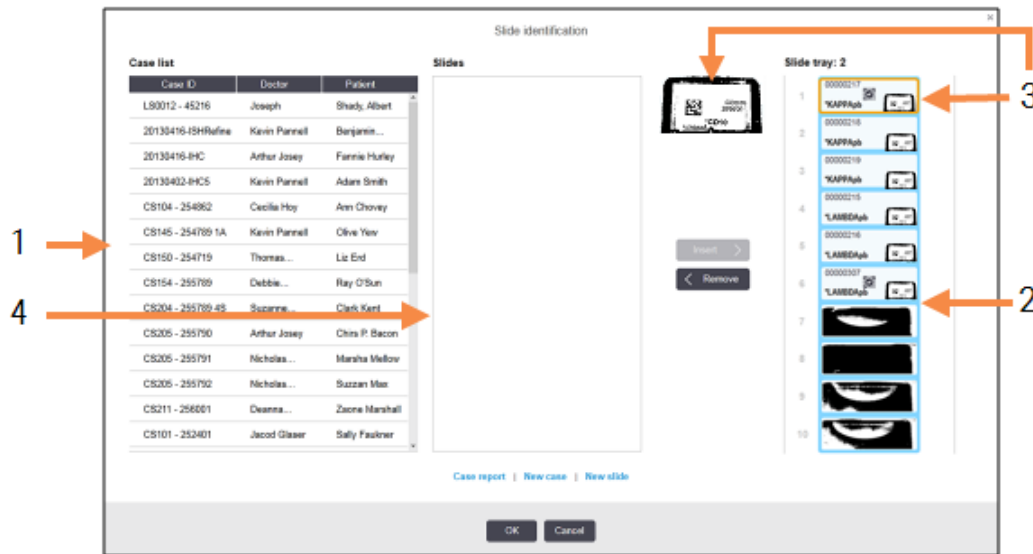 Slide identification
Case list
Case ID Doctor Patient
LS0012 - 45216 Joseph Shady, Albert
20130416-ISHRefine Kevin Pannell Benjamin...
20130416-IHC Arthur Josey Fannie Hurley
20130402-IHC5 Kevin Pannell Adam Smith
CS104 - 254862 Cecilia Hoy Ann Chovey
CS145 - 254789 1A Kevin Pannell Olive Yew
CS150 - 254719 Thomas... Liz Erd
CS154 - 255789 Debbie... Ray O'Sun
CS204 - 255789 4S Suzanne... Clark Kent
CS205 - 255790 Arthur Josey Chirs P. Bacon
CS205 - 255791 Nicholas... Marsha Mellow
CS205 - 255792 Nicholas... Suzzan Max
CS211 - 256001 Deanna... Zaone Marshall
CS101 - 252401 Jacod Glaser Sally Faukner
1
4
Slides
*CD10
Insert
Remove
Slide tray: 2
1 00000217
*KAPPApb
2 00000218
*KAPPApb
3 00000219
*KAPPApb
4 00000215
*LAMBDApb
5 00000216
*LAMBDApb
6 00000307
*LAMBDApb
7
8
9
10
3
2
Case report | New case | New slide
OK Cancel